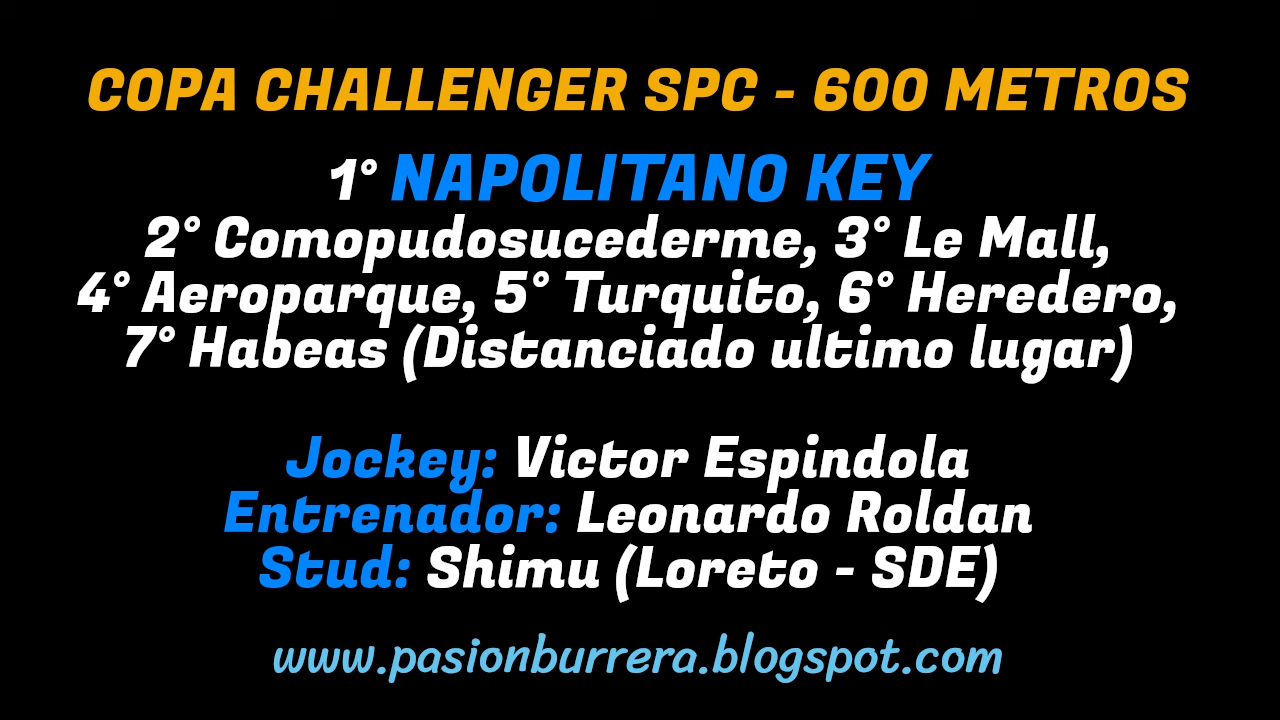 COPA CHALLENGER SPC - 600 METROS
1° NAPOLITANO KEY
2° Comopudosucederme, 3° Le Mall,
4° Aeroparque, 5° Turquito, 6° Heredero,
7° Habeas (Distanciado ultimo lugar)
Jockey: Victor Espindola
Entrenador: Leonardo Roldan
Stud: Shimu (Loreto - SDE)
www.pasionburrera.blogspot.com